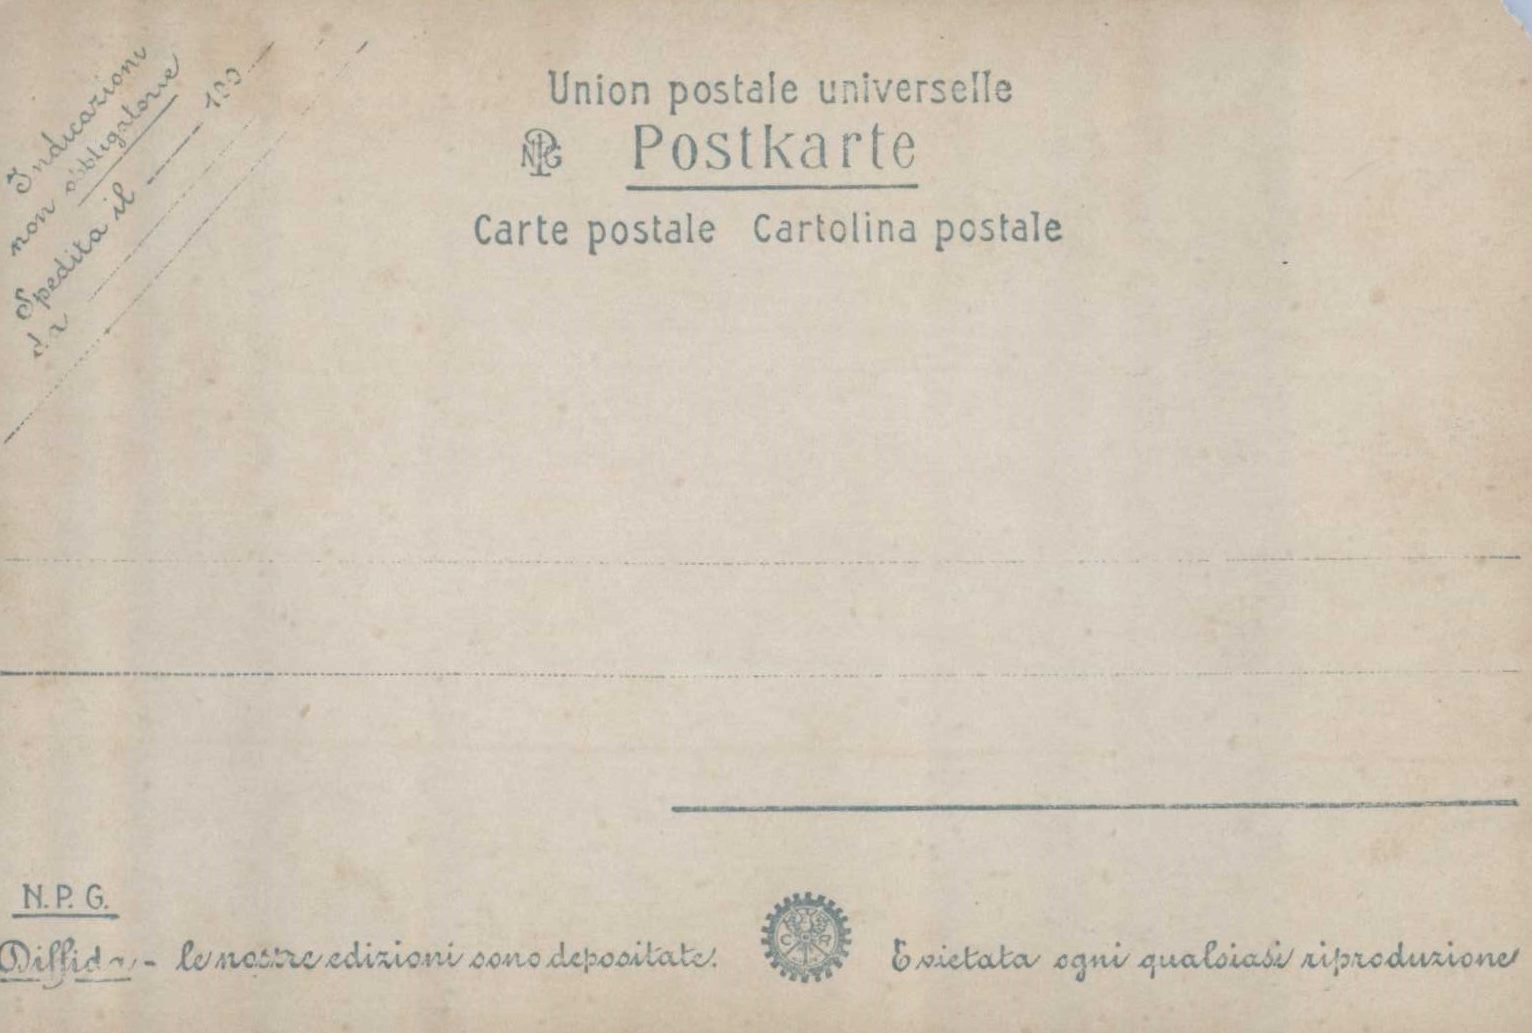 Indicazioni
non obbligatorie
Spedita il 190
da
Union postale universelle
NPG Postkarte
Carte postale Cartolina postale
N. P. G.
Diffida - le nostre edizioni sono depositate.
C R
È vietata ogni qualsiasi riproduzione